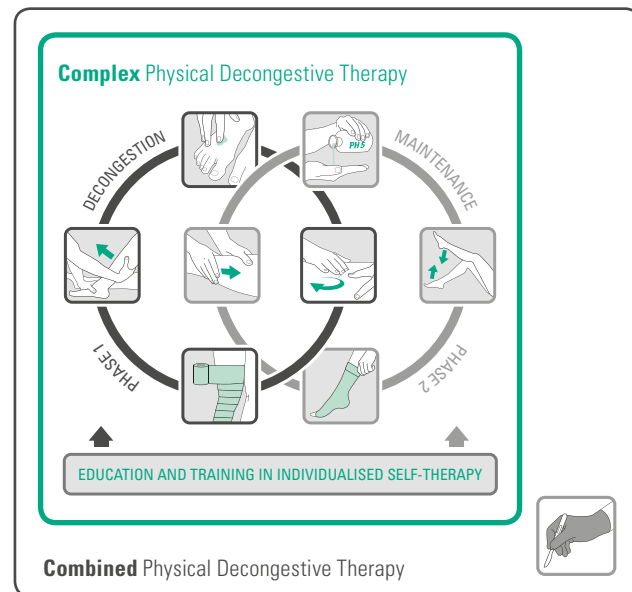 Complex Physical Decongestive Therapy
DECONGESTION
MAINTENANCE
PH5
PHASE 1
PHASE 2
EDUCATION AND TRAINING IN INDIVIDUALISED SELF-THERAPY
Combined Physical Decongestive Therapy